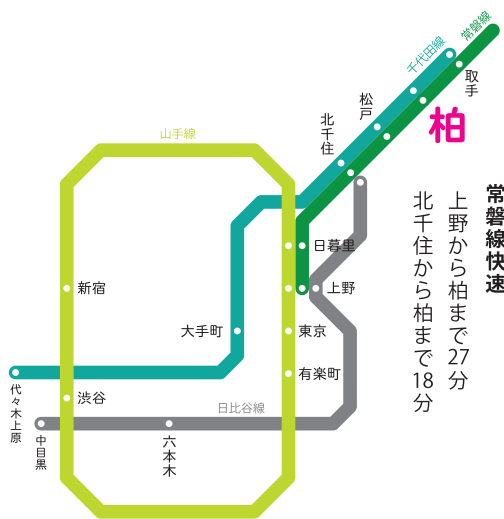 千代田線
常磐線
取手
松戸
北千住
柏
山手線
常磐線快速
上野から柏まで27分
北千住から柏まで18分
日暮里
新宿
上野
大手町
東京
有楽町
代々木上原
渋谷
日比谷線
中目黒
六本木